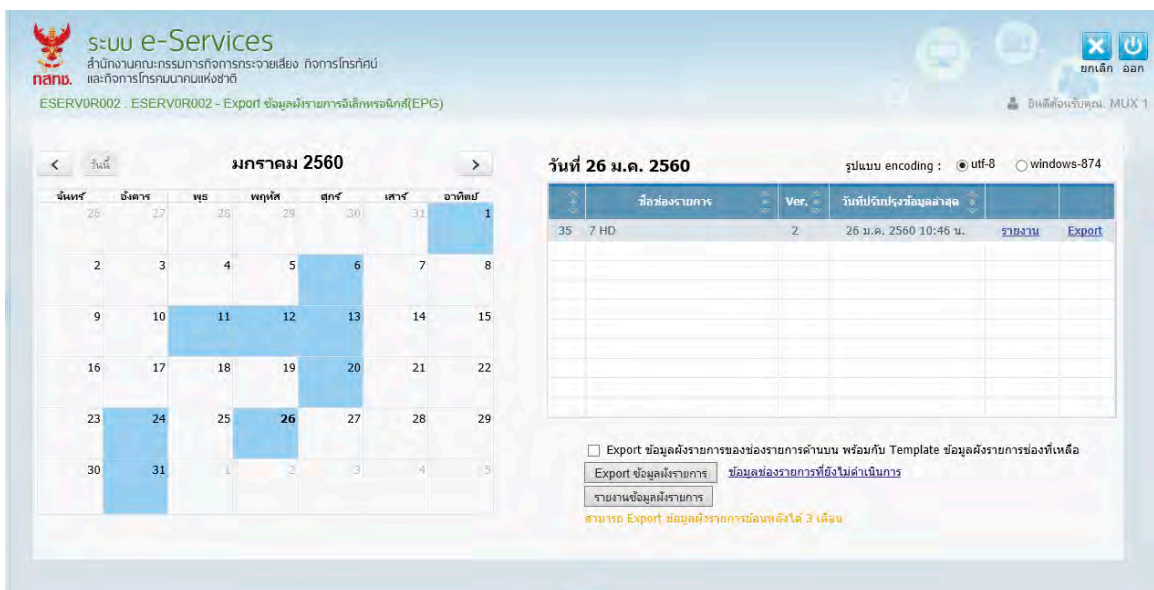 ระบบ e-Services
สำนักงานคณะกรรมการกิจการกระจายเสียง กิจการโทรทัศน์
และกิจการโทรคมนาคมแห่งชาติ
กสทช.
ยกเลิก ออก
ESERV0R002 : ESERV0R002 - Export ข้อมูลผังรายการอิเล็กทรอนิกส์(EPG)
ยินดีต้อนรับคุณ. MUX 1
< วันนี้ มกราคม 2560 >
จันทร์ อังคาร พุธ พฤหัส ศุกร์ เสาร์ อาทิตย์
26 27 28 29 30 31 1
2 3 4 5 6 7 8
9 10 11 12 13 14 15
16 17 18 19 20 21 22
23 24 25 26 27 28 29
30 31 1 2 3 4 5
วันที่ 26 ม.ค. 2560 รูปแบบ encoding : utf-8 windows-874
ชื่อช่องรายการ Ver. วันที่ปรับปรุงข้อมูลล่าสุด
35 7 HD 2 26 ม.ค. 2560 10:46 น. รายงาน Export
Export ข้อมูลผังรายการของช่องรายการด้านบน พร้อมกับ Template ข้อมูลผังรายการช่องที่เหลือ
Export ข้อมูลผังรายการ ข้อมูลช่องรายการที่ยังไม่ดำเนินการ
รายงานข้อมูลผังรายการ
สามารถ Export ข้อมูลผังรายการย้อนหลังได้ 3 เดือน